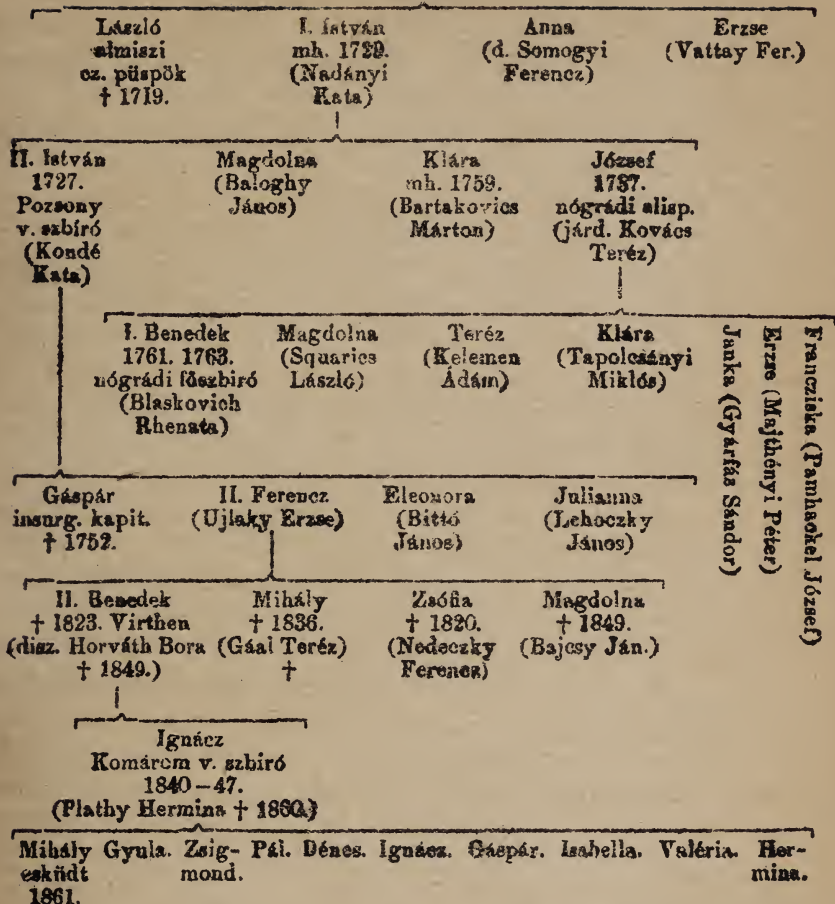 László
almiszi
cz. püspök
† 1719.
I. István
mh. 1729.
(Nadányi
Kata)
Anna
(d. Somogyi
Ferencz)
Erzse
(Vattay Fer.)
II. István
1727.
Pozsony
v. szbíró
(Kondé
Kata)
Magdolna
(Baloghy
János)
Klára
mh. 1759.
(Bartakovics
Márton)
József
1737.
nógrádi alisp.
(járd. Kovács
Teréz)
I. Benedek
1761. 1763.
nógrádi főszbiró
(Blaskovich
Rhenata)
Magdolna
(Squarics
László)
Teréz
(Kelemen
Ádám)
Klára
(Tapolcsányi
Miklós)
Janka (Gyárfás Sándor)
Erzse (Majthényi Péter)
Francziska (Pamhackel József)
Gáspár
insurg. kapit.
† 1752.
II. Ferencz
(Ujlaky Erzse)
Eleonora
(Bittó
János)
Julianna
(Lehoczky
János)
II. Benedek
† 1823. Virthen
(disz. Horváth Bora
† 1849.)
Mihály
† 1836.
(Gáal Teréz)
†
Zsófia
† 1820.
(Nedeczky
Ferencz)
Magdolna
† 1849.
(Bajcsy Ján.)
Ignácz
Komárom v. szbiró
1840–47.
(Plathy Hermina † 1860.)
Mihály Gyula. Zsig- Pál. Dénes. Ignácz. Gáspár. Izabella. Valéria. Her-
esküdt mond. mina.
1861.